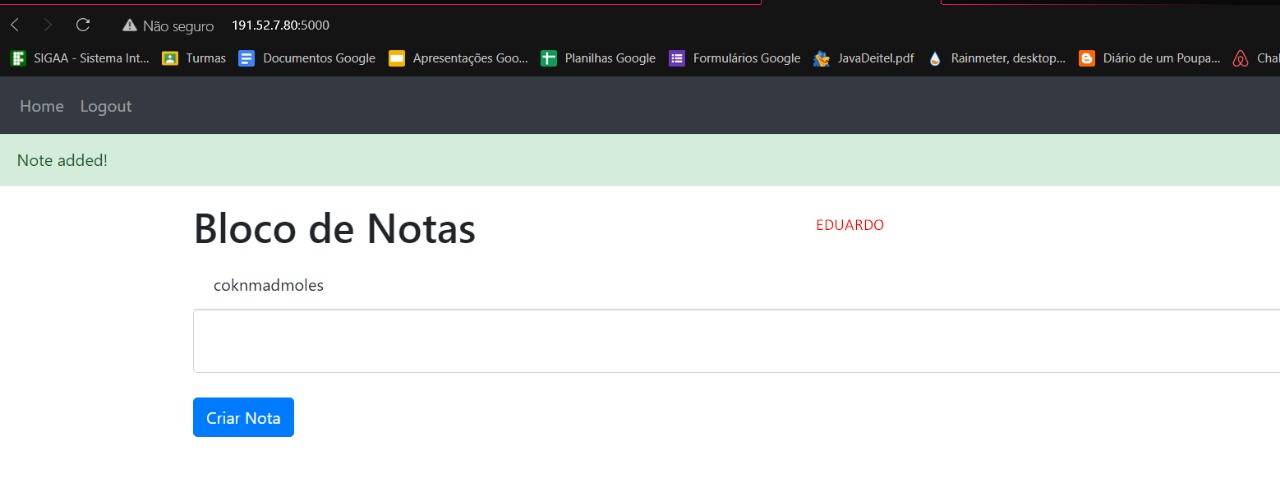 Não seguro 191.52.7.80:5000
SIGAA - Sistema Int... Turmas Documentos Google Apresentações Goo... Planilhas Google Formulários Google JavaDeitel.pdf Rainmeter, desktop... Diário de um Poupa... Chal
Home Logout
Note added!
Bloco de Notas
EDUARDO
coknmadmoles
Criar Nota